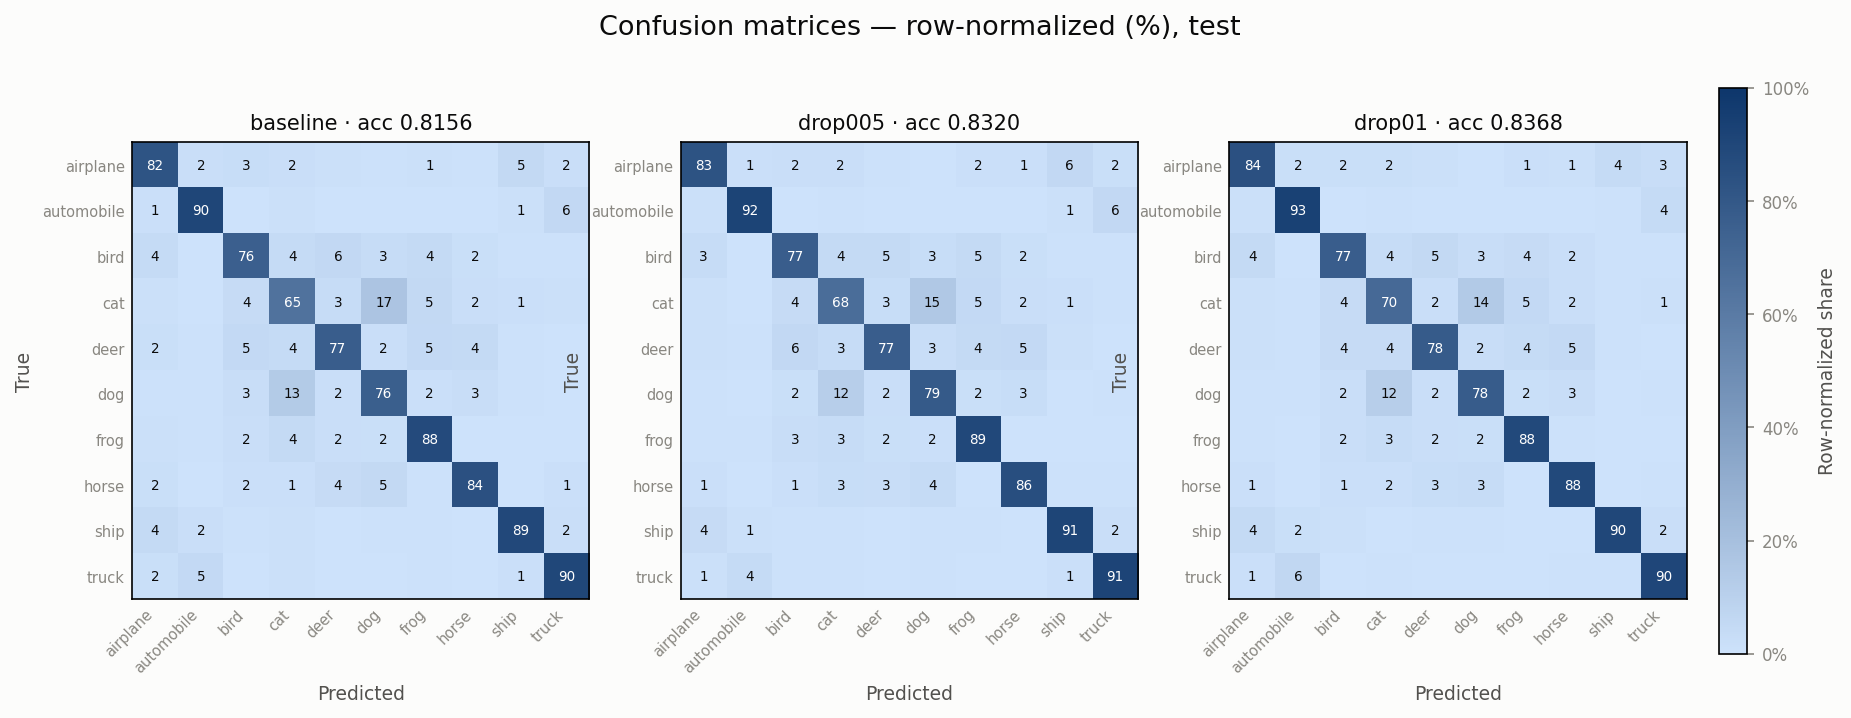 Confusion matrices — row-normalized (%), test
baseline · acc 0.8156
True
airplane 82 2 3 2 1 5 2
automobile 1 90 1 6
bird 4 76 4 6 3 4 2
cat 4 65 3 17 5 2 1
deer 2 5 4 77 2 5 4
dog 3 13 2 76 2 3
frog 2 4 2 2 88
horse 2 2 1 4 5 84 1
ship 4 2 89 2
truck 2 5 1 90
airplane automobile bird cat deer dog frog horse ship truck
Predicted
drop005 · acc 0.8320
True
airplane 83 1 2 2 2 1 6 2
automobile 92 1 6
bird 3 77 4 5 3 5 2
cat 4 68 3 15 5 2 1
deer 6 3 77 3 4 5
dog 2 12 2 79 2 3
frog 3 3 2 2 89
horse 1 1 3 3 4 86
ship 4 1 91 2
truck 1 4 1 91
airplane automobile bird cat deer dog frog horse ship truck
Predicted
drop01 · acc 0.8368
True
airplane 84 2 2 2 1 1 4 3
automobile 93 4
bird 4 77 4 5 3 4 2
cat 4 70 2 14 5 2 1
deer 4 4 78 2 4 5
dog 2 12 2 78 2 3
frog 2 3 2 2 88
horse 1 1 2 3 3 88
ship 4 2 90 2
truck 1 6 90
airplane automobile bird cat deer dog frog horse ship truck
Predicted
100%
80%
60%
40%
20%
0%
Row-normalized share